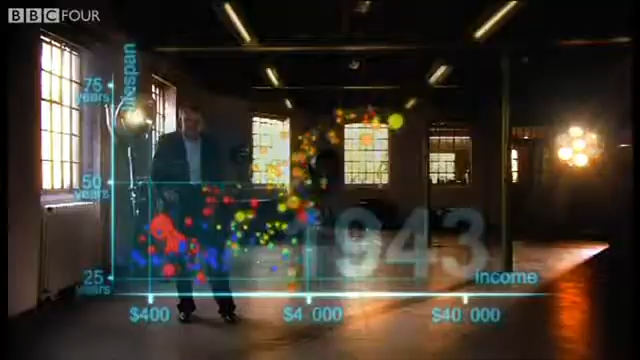 BBC FOUR
lifespan
75
years
50
years
1943
25
years
income
$400
$4 000
$40 000